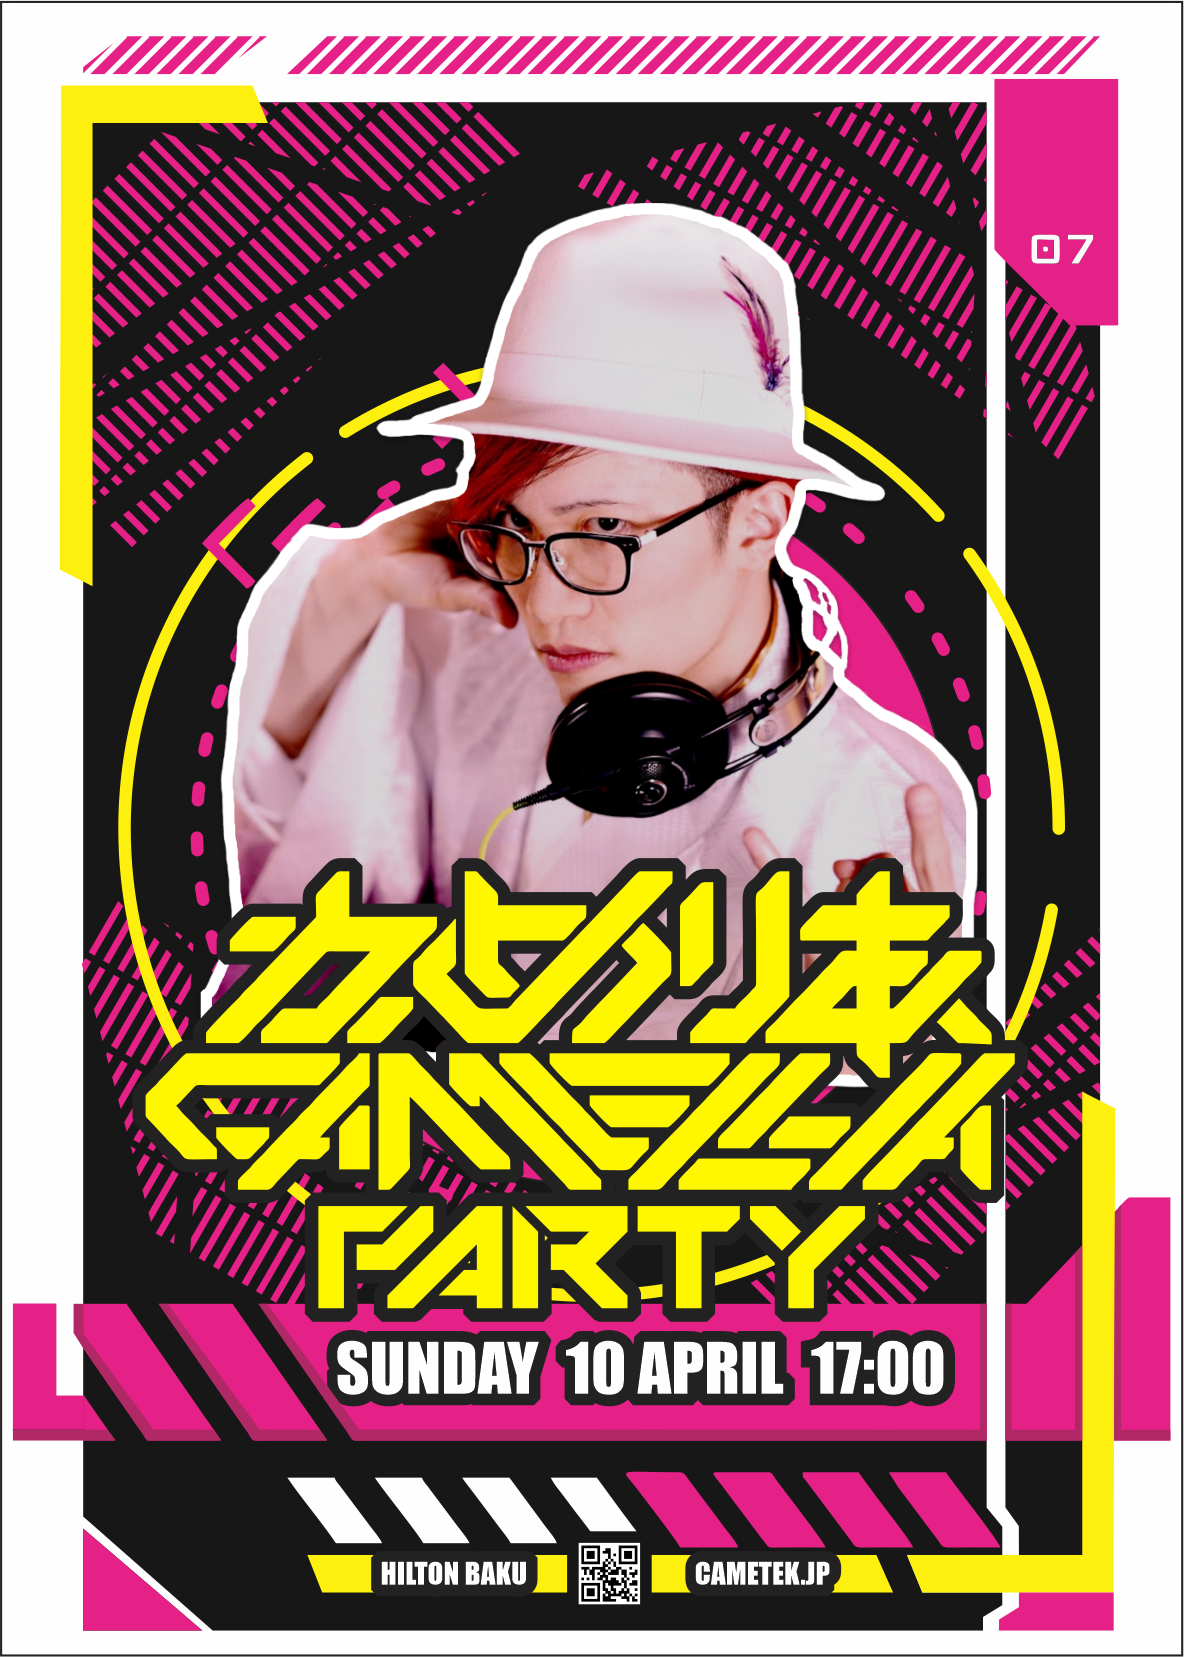 07
かめりあ
CAMELLIA
PARTY
SUNDAY 10 APRIL 17:00
HILTON BAKU
CAMETEK.JP